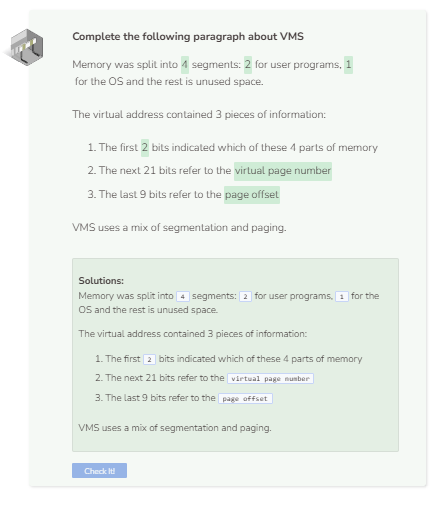 Complete the following paragraph about VMS
Memory was split into 4 segments: 2 for user programs, 1
for the OS and the rest is unused space.
The virtual address contained 3 pieces of information:
1. The first 2 bits indicated which of these 4 parts of memory
2. The next 21 bits refer to the virtual page number
3. The last 9 bits refer to the page offset
VMS uses a mix of segmentation and paging.
Solutions:
Memory was split into 4 segments: 2 for user programs, 1 for the
OS and the rest is unused space.
The virtual address contained 3 pieces of information:
1. The first 2 bits indicated which of these 4 parts of memory
2. The next 21 bits refer to the virtual page number
3. The last 9 bits refer to the page offset
VMS uses a mix of segmentation and paging.
Check It!